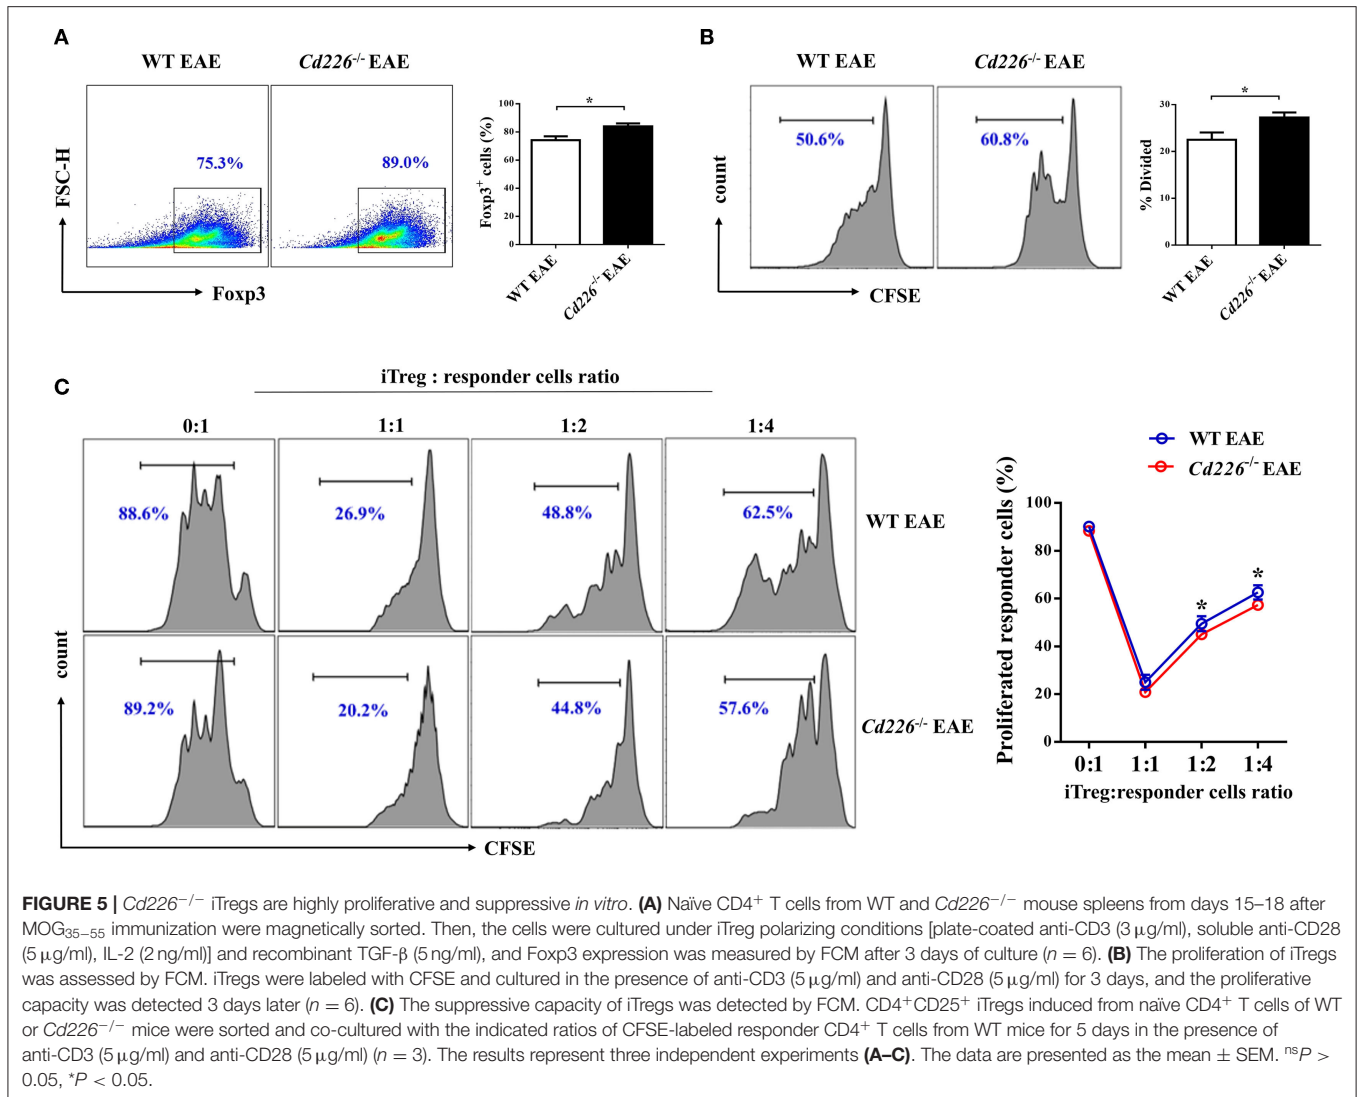 A
WT EAE
Cd226-/- EAE
FSC-H
75.3%
89.0%
Foxp3
Foxp3+ cells (%)
100
80
60
40
20
0
*
WT EAE
Cd226-/- EAE
B
WT EAE
Cd226-/- EAE
count
50.6%
60.8%
CFSE
% Divided
30
20
10
0
*
WT EAE
Cd226-/- EAE
C
iTreg : responder cells ratio
0:1
1:1
1:2
1:4
88.6%
26.9%
48.8%
62.5%
WT EAE
count
89.2%
20.2%
44.8%
57.6%
Cd226-/- EAE
CFSE
WT EAE
Cd226-/- EAE
Proliferated responder cells (%)
100
80
60
40
20
0
*
*
0:1
1:1
1:2
1:4
iTreg:responder cells ratio
FIGURE 5 | Cd226−/− iTregs are highly proliferative and suppressive in vitro. (A) Naïve CD4+ T cells from WT and Cd226−/− mouse spleens from days 15–18 after
MOG35−55 immunization were magnetically sorted. Then, the cells were cultured under iTreg polarizing conditions [plate-coated anti-CD3 (3 µg/ml), soluble anti-CD28
(5 µg/ml), IL-2 (2 ng/ml)] and recombinant TGF-β (5 ng/ml), and Foxp3 expression was measured by FCM after 3 days of culture (n = 6). (B) The proliferation of iTregs
was assessed by FCM. iTregs were labeled with CFSE and cultured in the presence of anti-CD3 (5 µg/ml) and anti-CD28 (5 µg/ml) for 3 days, and the proliferative
capacity was detected 3 days later (n = 6). (C) The suppressive capacity of iTregs was detected by FCM. CD4+CD25+ iTregs induced from naïve CD4+ T cells of WT
or Cd226−/− mice were sorted and co-cultured with the indicated ratios of CFSE-labeled responder CD4+ T cells from WT mice for 5 days in the presence of
anti-CD3 (5 µg/ml) and anti-CD28 (5 µg/ml) (n = 3). The results represent three independent experiments (A–C). The data are presented as the mean ± SEM. nsP >
0.05, *P < 0.05.